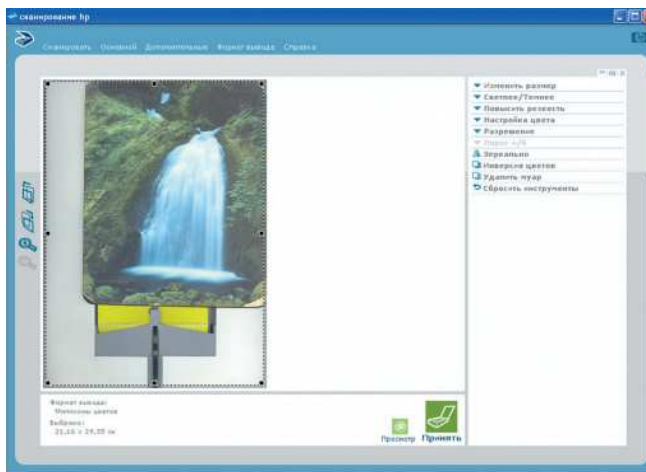 сканирование hp
Сканировать Основной Дополнительные Формат вывода Справка
Изменить размер
Светлее/Темнее
Повысить резкость
Настройка цвета
Разрешение
Зеркально
Инверсия цветов
Удалить муар
Сбросить инструменты
Формат вывода:
Миллионы цветов
Выбрано:
Просмотр Принять